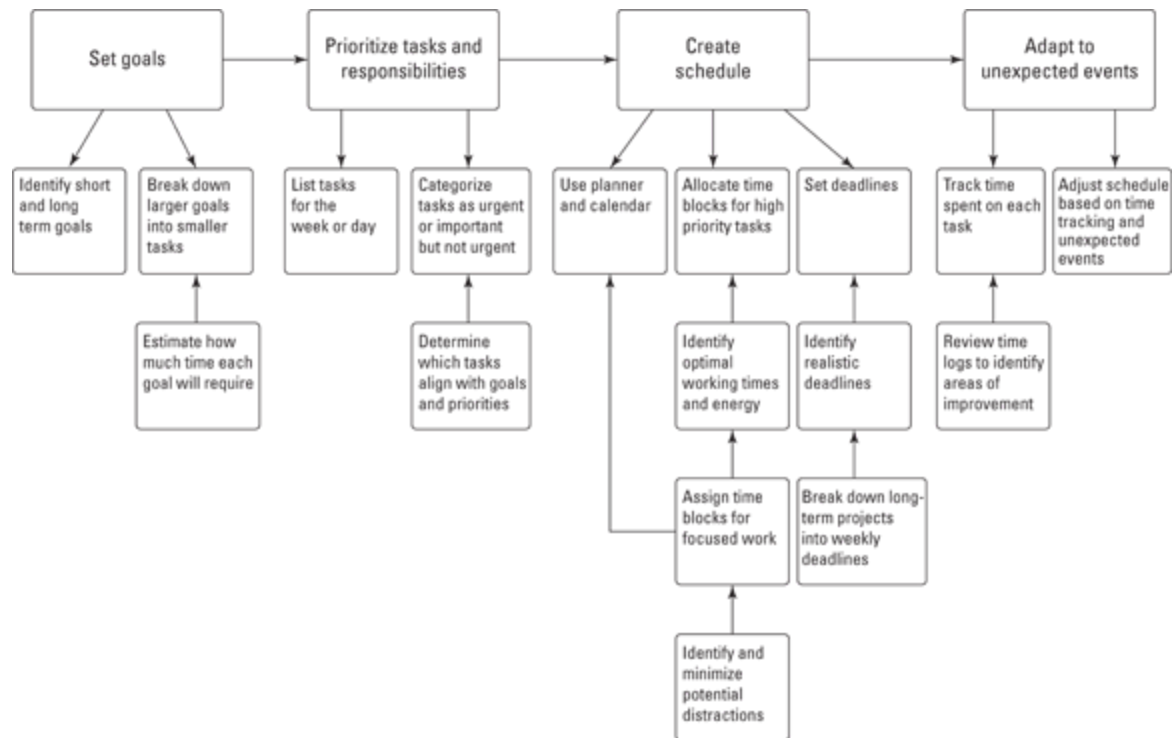 Set goals
Prioritize tasks and
responsibilities
Create
schedule
Adapt to
unexpected events
Identify short
and long
term goals
Break down
larger goals
into smaller
tasks
List tasks
for the
week or day
Categorize
tasks as urgent
or important
but not urgent
Use planner
and calendar
Allocate time
blocks for high
priority tasks
Set deadlines
Track time
spent on each
task
Adjust schedule
based on time
tracking and
unexpected
events
Estimate how
much time each
goal will require
Determine
which tasks
align with goals
and priorities
Identify
optimal
working times
and energy
Identify
realistic
deadlines
Review time
logs to identify
areas of
improvement
Assign time
blocks for
focused work
Break down long-
term projects
into weekly
deadlines
Identify and
minimize
potential
distractions